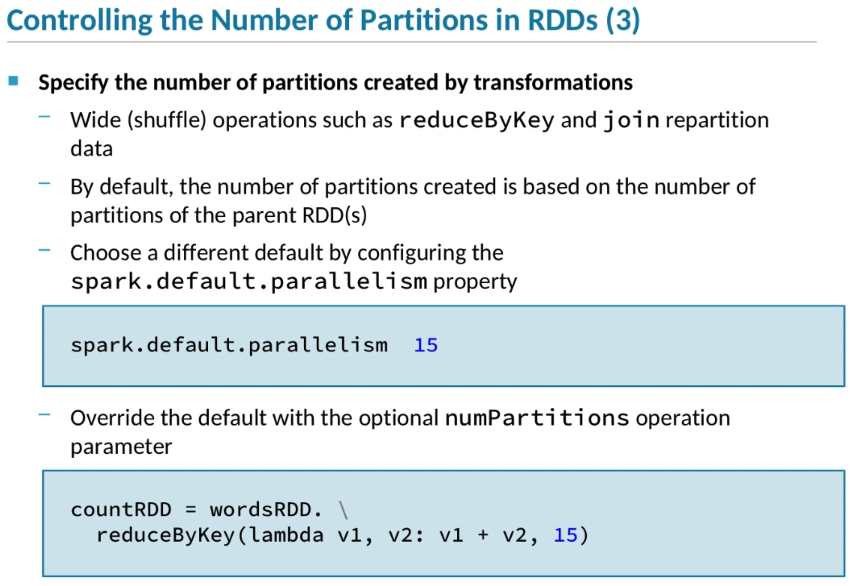 Controlling the Number of Partitions in RDDs (3)
Specify the number of partitions created by transformations
– Wide (shuffle) operations such as reduceByKey and join repartition
data
– By default, the number of partitions created is based on the number of
partitions of the parent RDD(s)
– Choose a different default by configuring the
spark.default.parallelism property
spark.default.parallelism  15
– Override the default with the optional numPartitions operation
parameter
countRDD = wordsRDD. \
  reduceByKey(lambda v1, v2: v1 + v2, 15)